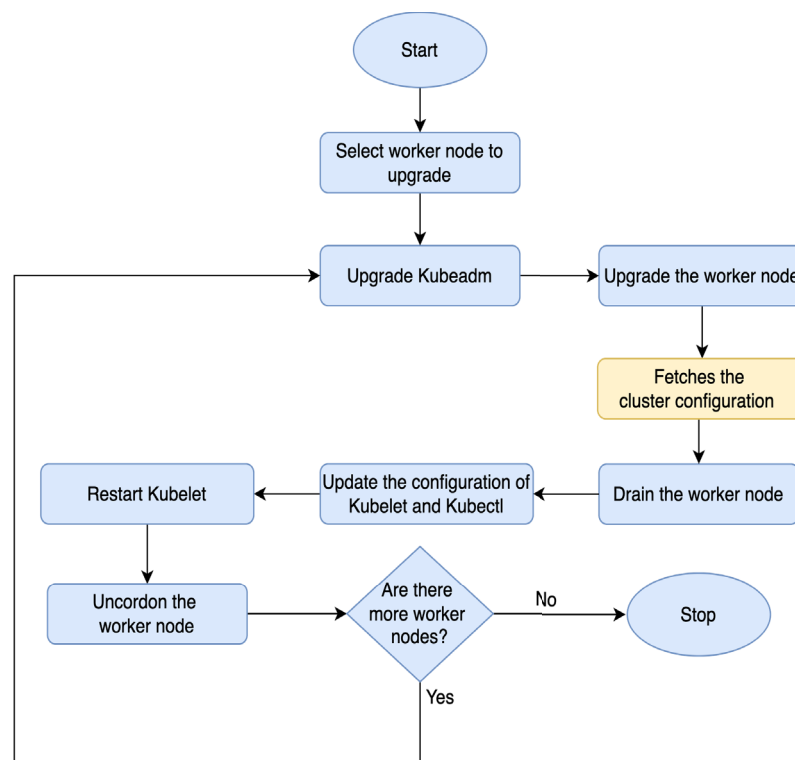 Start
Select worker node to
upgrade
Upgrade Kubeadm
Upgrade the worker node
Fetches the
cluster configuration
Restart Kubelet
Update the configuration of
Kubelet and Kubectl
Drain the worker node
Uncordon the
worker node
Are there
more worker
nodes?
No
Stop
Yes